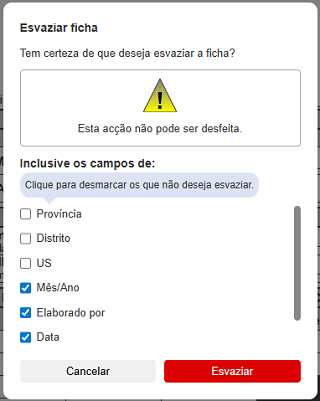 Esvaziar ficha
Tem certeza de que deseja esvaziar a ficha?
Esta acção não pode ser desfeita.
Inclusive os campos de:
Clique para desmarcar os que não deseja esvaziar.
Província
Distrito
US
Mês/Ano
Elaborado por
Data
Cancelar
Esvaziar